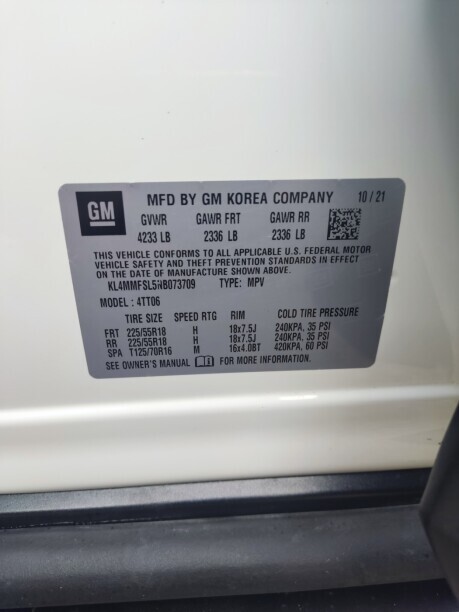 GM
MFD BY GM KOREA COMPANY 10/21
GVWR GAWR FRT GAWR RR
4233 LB 2336 LB 2336 LB
THIS VEHICLE CONFORMS TO ALL APPLICABLE U.S. FEDERAL MOTOR
VEHICLE SAFETY AND THEFT PREVENTION STANDARDS IN EFFECT
ON THE DATE OF MANUFACTURE SHOWN ABOVE.
KL4MMFSL5NB073709 TYPE: MPV
MODEL: 4TT06
TIRE SIZE SPEED RTG RIM COLD TIRE PRESSURE
FRT 225/55R18 H 18x7.5J 240KPA, 35 PSI
RR 225/55R18 H 18x7.5J 240KPA, 35 PSI
SPA T125/70R16 M 16x4.0BT 420KPA, 60 PSI
SEE OWNER'S MANUAL FOR MORE INFORMATION.